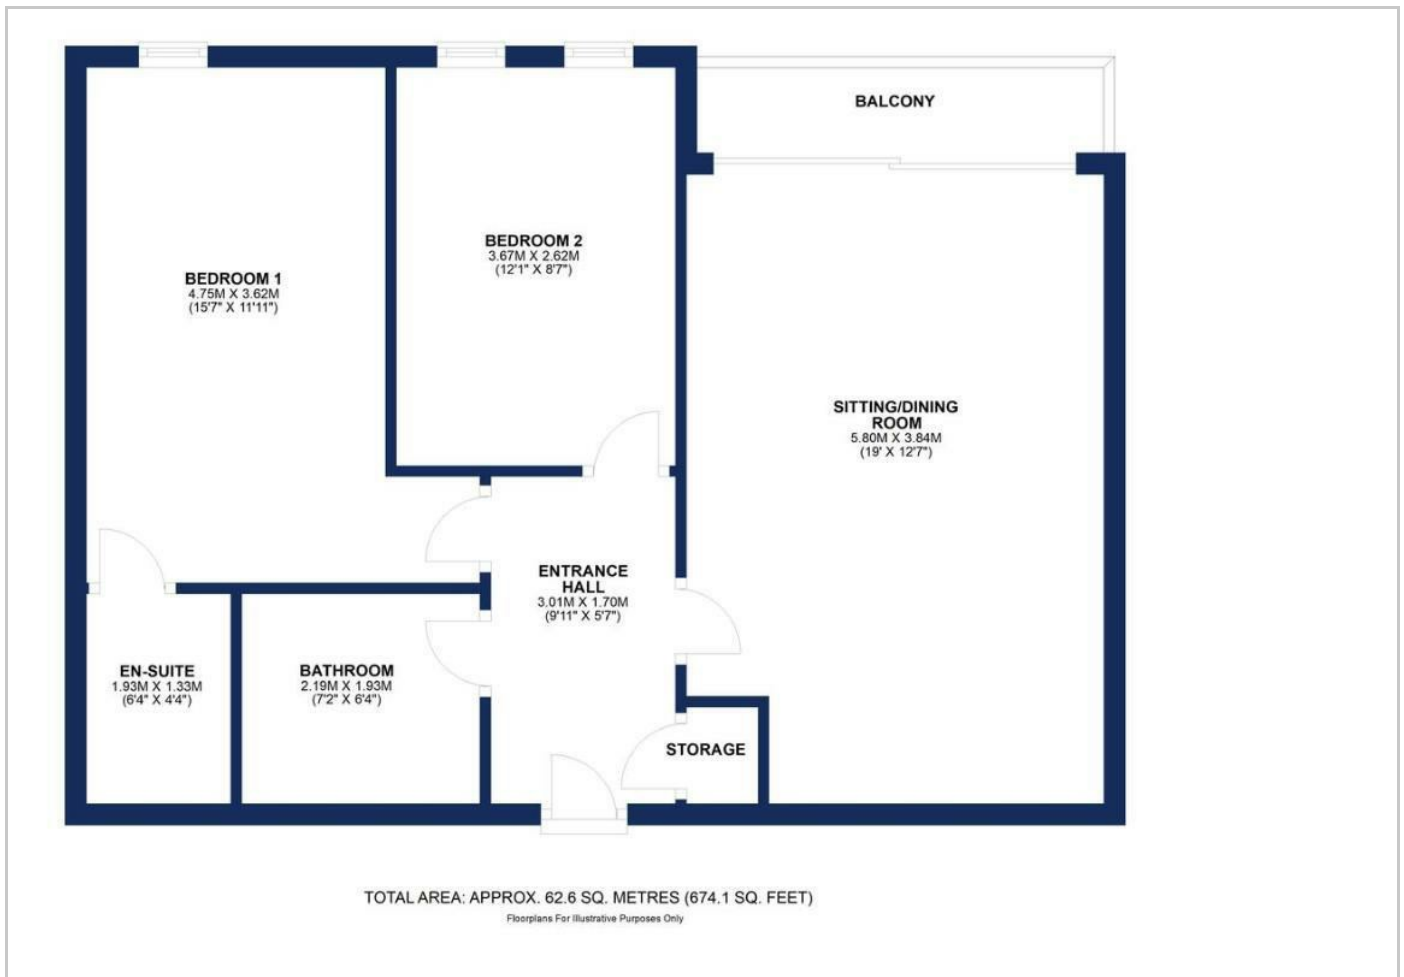 BALCONY
BEDROOM 2
3.67M X 2.62M
(12'1" X 8'7")
BEDROOM 1
4.75M X 3.62M
(15'7" X 11'11")
SITTING/DINING
ROOM
5.80M X 3.84M
(19' X 12'7")
ENTRANCE
HALL
3.01M X 1.70M
(9'11" X 5'7")
EN-SUITE
1.93M X 1.33M
(6'4" X 4'4")
BATHROOM
2.19M X 1.93M
(7'2" X 6'4")
STORAGE
TOTAL AREA: APPROX. 62.6 SQ. METRES (674.1 SQ. FEET)
Floorplans For Illustrative Purposes Only